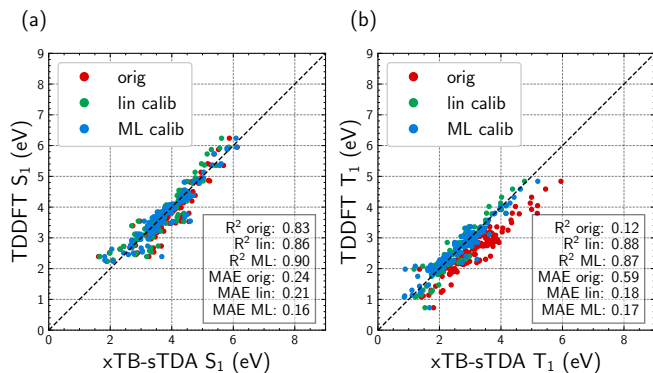 (a)
9
8
7
6
5
4
3
2
1
0
TDDFT S₁ (eV)
orig
lin calib
ML calib
R² orig: 0.83
R² lin: 0.86
R² ML: 0.90
MAE orig: 0.24
MAE lin: 0.21
MAE ML: 0.16
0 2 4 6 8
xTB-sTDA S₁ (eV)
(b)
9
8
7
6
5
4
3
2
1
0
TDDFT T₁ (eV)
orig
lin calib
ML calib
R² orig: 0.12
R² lin: 0.88
R² ML: 0.87
MAE orig: 0.59
MAE lin: 0.18
MAE ML: 0.17
0 2 4 6 8
xTB-sTDA T₁ (eV)